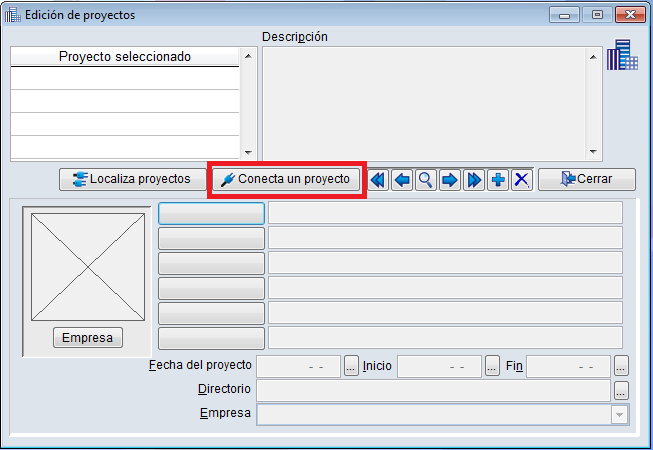 Edición de proyectos
Descripción
Proyecto seleccionado
Localiza proyectos
Conecta un proyecto
Cerrar
Empresa
Fecha del proyecto - - ... Inicio - - ... Fin - - ...
Directorio ...
Empresa